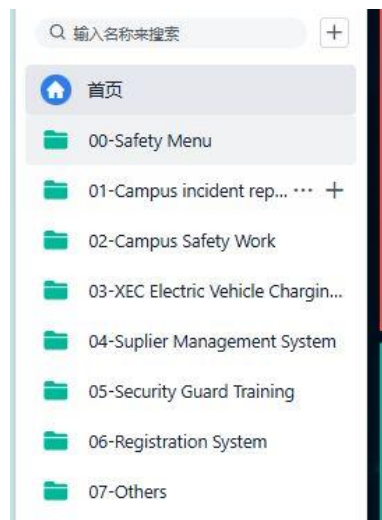 输入名称来搜索
首页
00-Safety Menu
01-Campus incident rep...
02-Campus Safety Work
03-XEC Electric Vehicle Chargin...
04-Suplier Management System
05-Security Guard Training
06-Registration System
07-Others